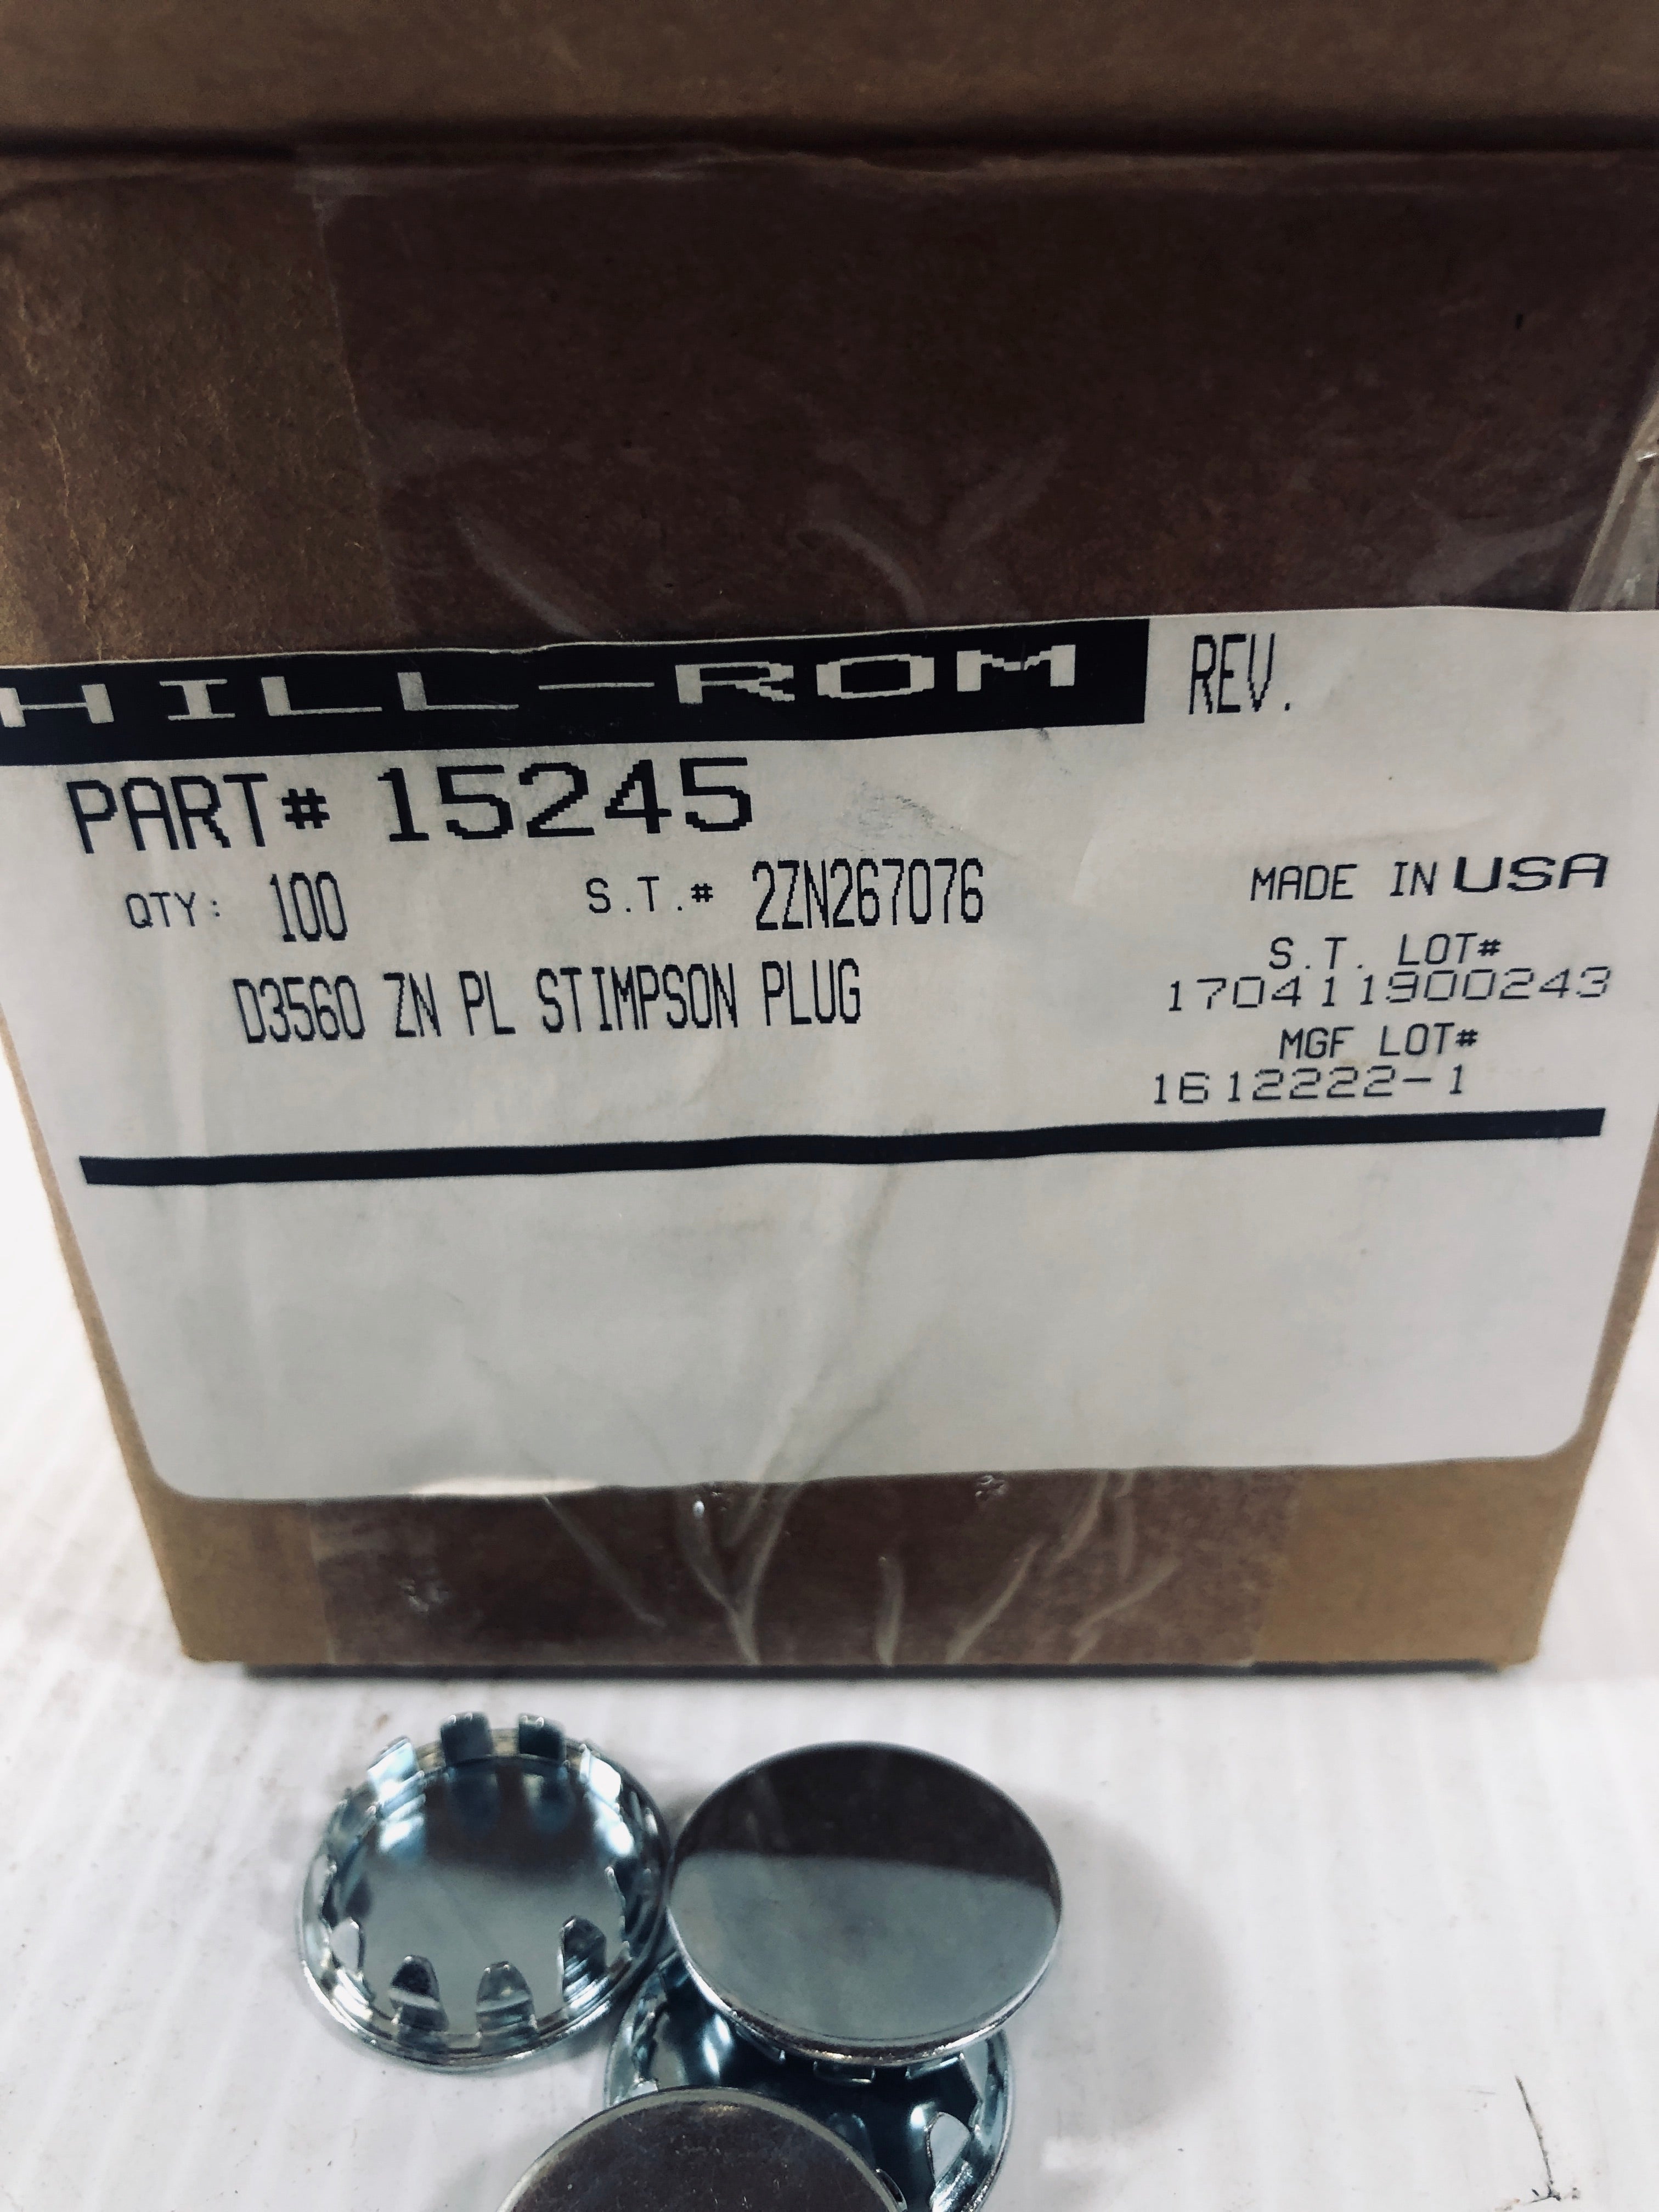 HILL-ROM REV.
PART# 15245
QTY: 100 S.T.# 2ZN267076 MADE IN USA
D3560 ZN PL STIMPSON PLUG
S.T. LOT#
170411900243
MGF LOT#
1612222-1